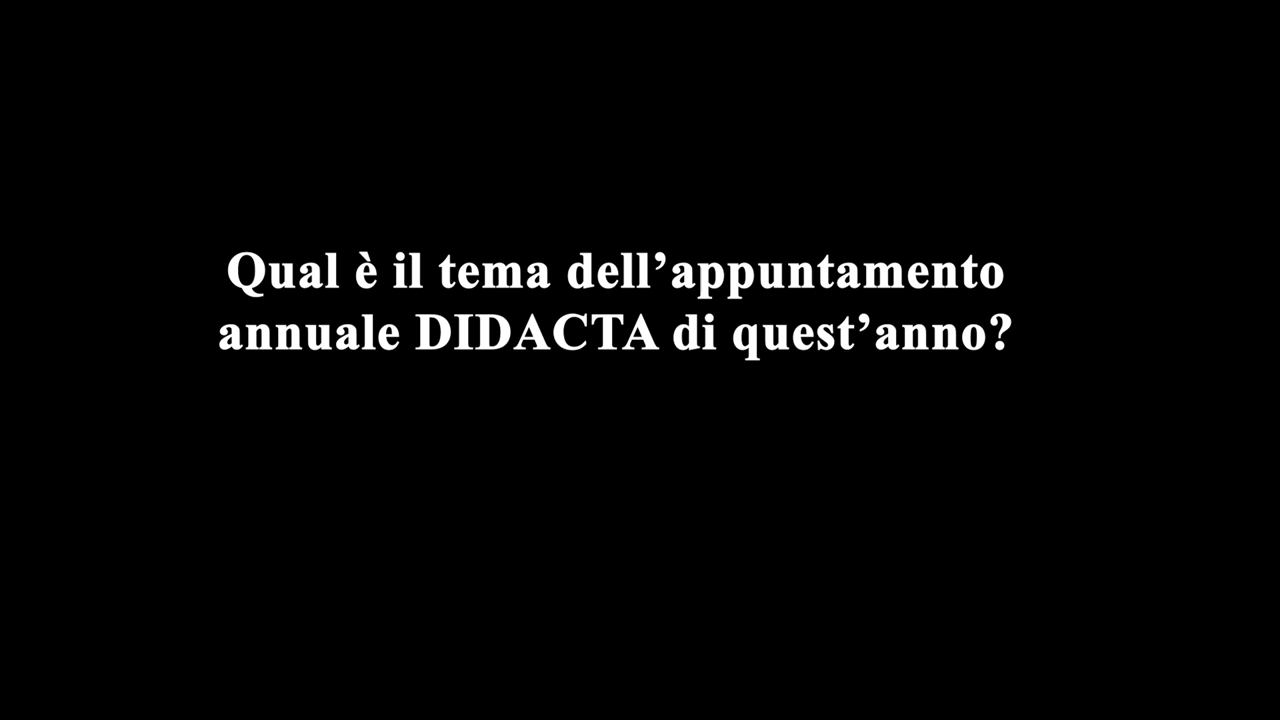 Qual è il tema dell’appuntamento
annuale DIDACTA di quest’anno?